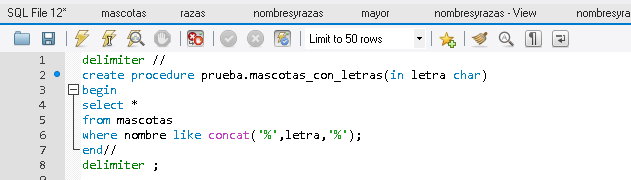 SQL File 12* mascotas razas nombresyrazas mayor nombresyrazas - View nombresyra
Limit to 50 rows
1 delimiter //
2 create procedure prueba.mascotas_con_letras(in letra char)
3 begin
4 select *
5 from mascotas
6 where nombre like concat('%',letra,'%');
7 end//
8 delimiter ;